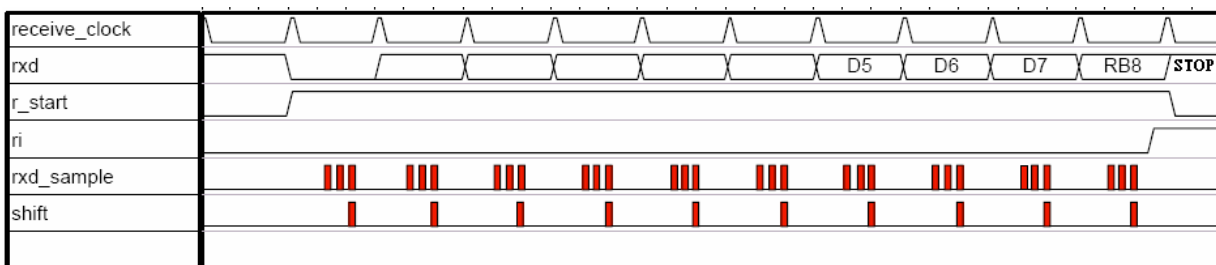 receive_clock
rxd D5 D6 D7 RB8 STOP
r_start
ri
rxd_sample
shift